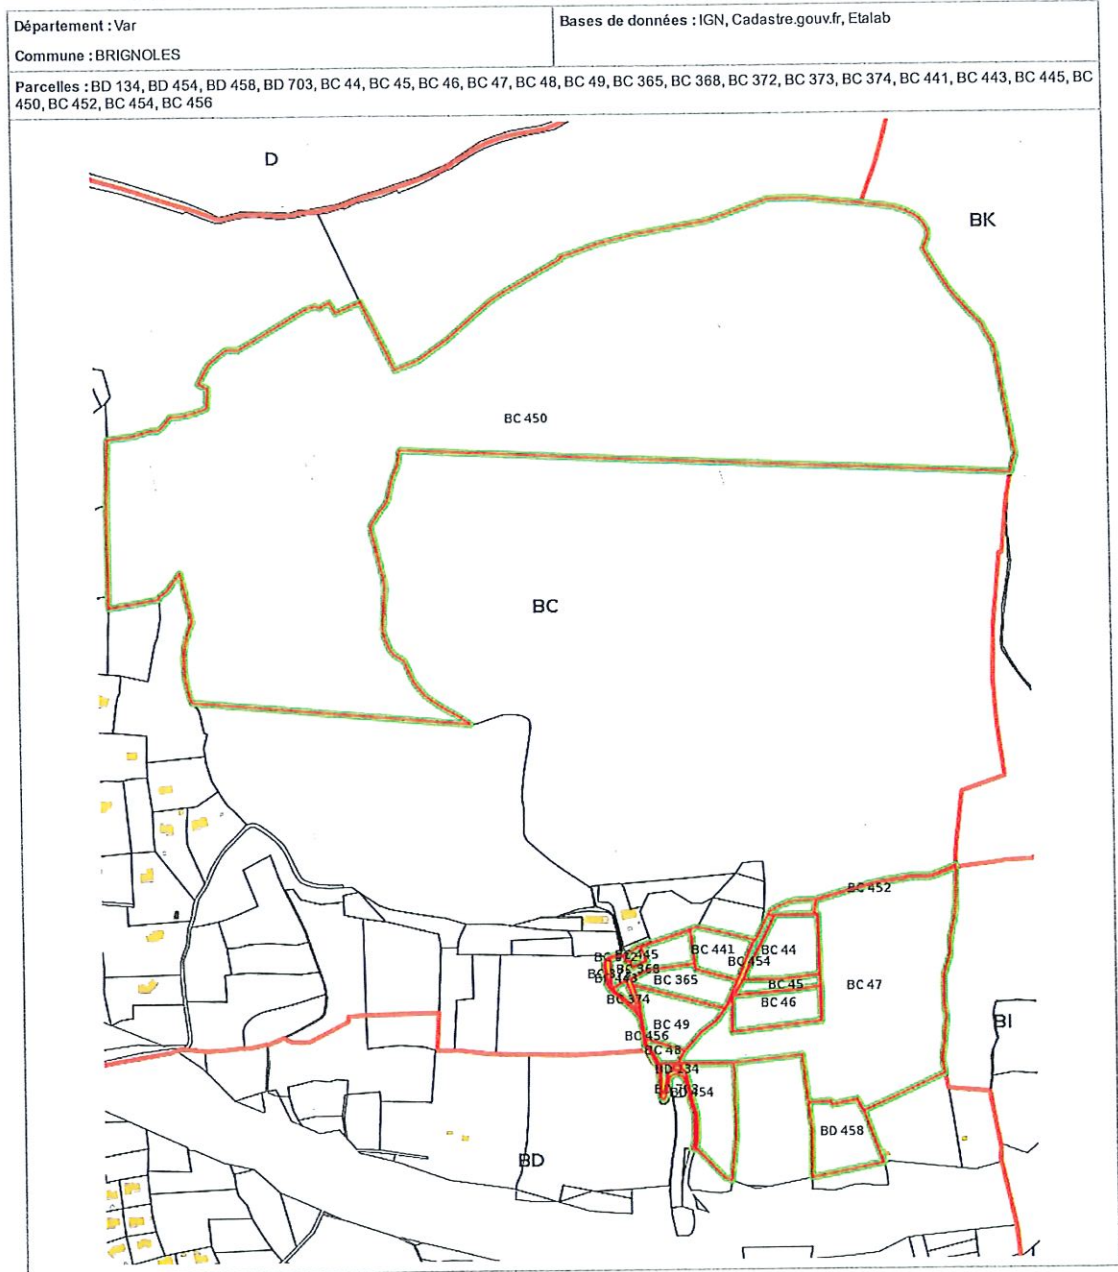 Département : Var
Bases de données : IGN, Cadastre.gouv.fr, Etalab
Commune : BRIGNOLES
Parcelles : BD 134, BD 454, BD 458, BD 703, BC 44, BC 45, BC 46, BC 47, BC 48, BC 49, BC 365, BC 368, BC 372, BC 373, BC 374, BC 441, BC 443, BC 445, BC
450, BC 452, BC 454, BC 456
D
BK
BC 450
BC
BC 452
BC 441
BC 44
BC 454
BC 365
BC 45
BC 47
BC 46
BC 374
BC 49
BI
BC 456
BC 48
BD 454
BD 458
BD